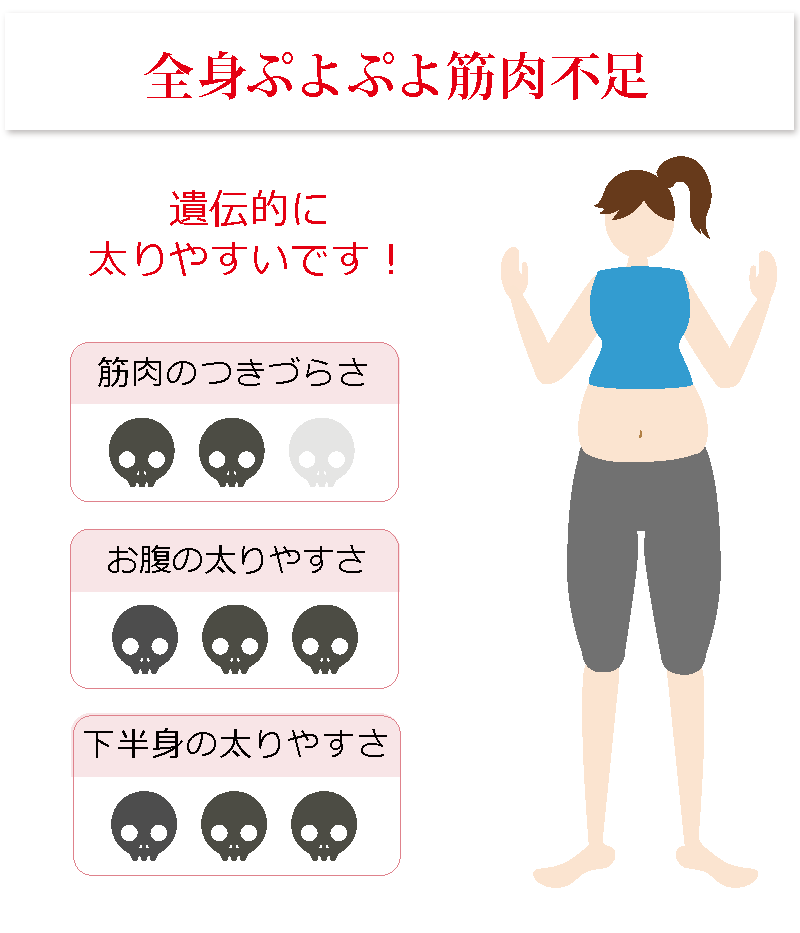 全身ぷよぷよ筋肉不足
遺伝的に
太りやすいです！
筋肉のつきづらさ
お腹の太りやすさ
下半身の太りやすさ